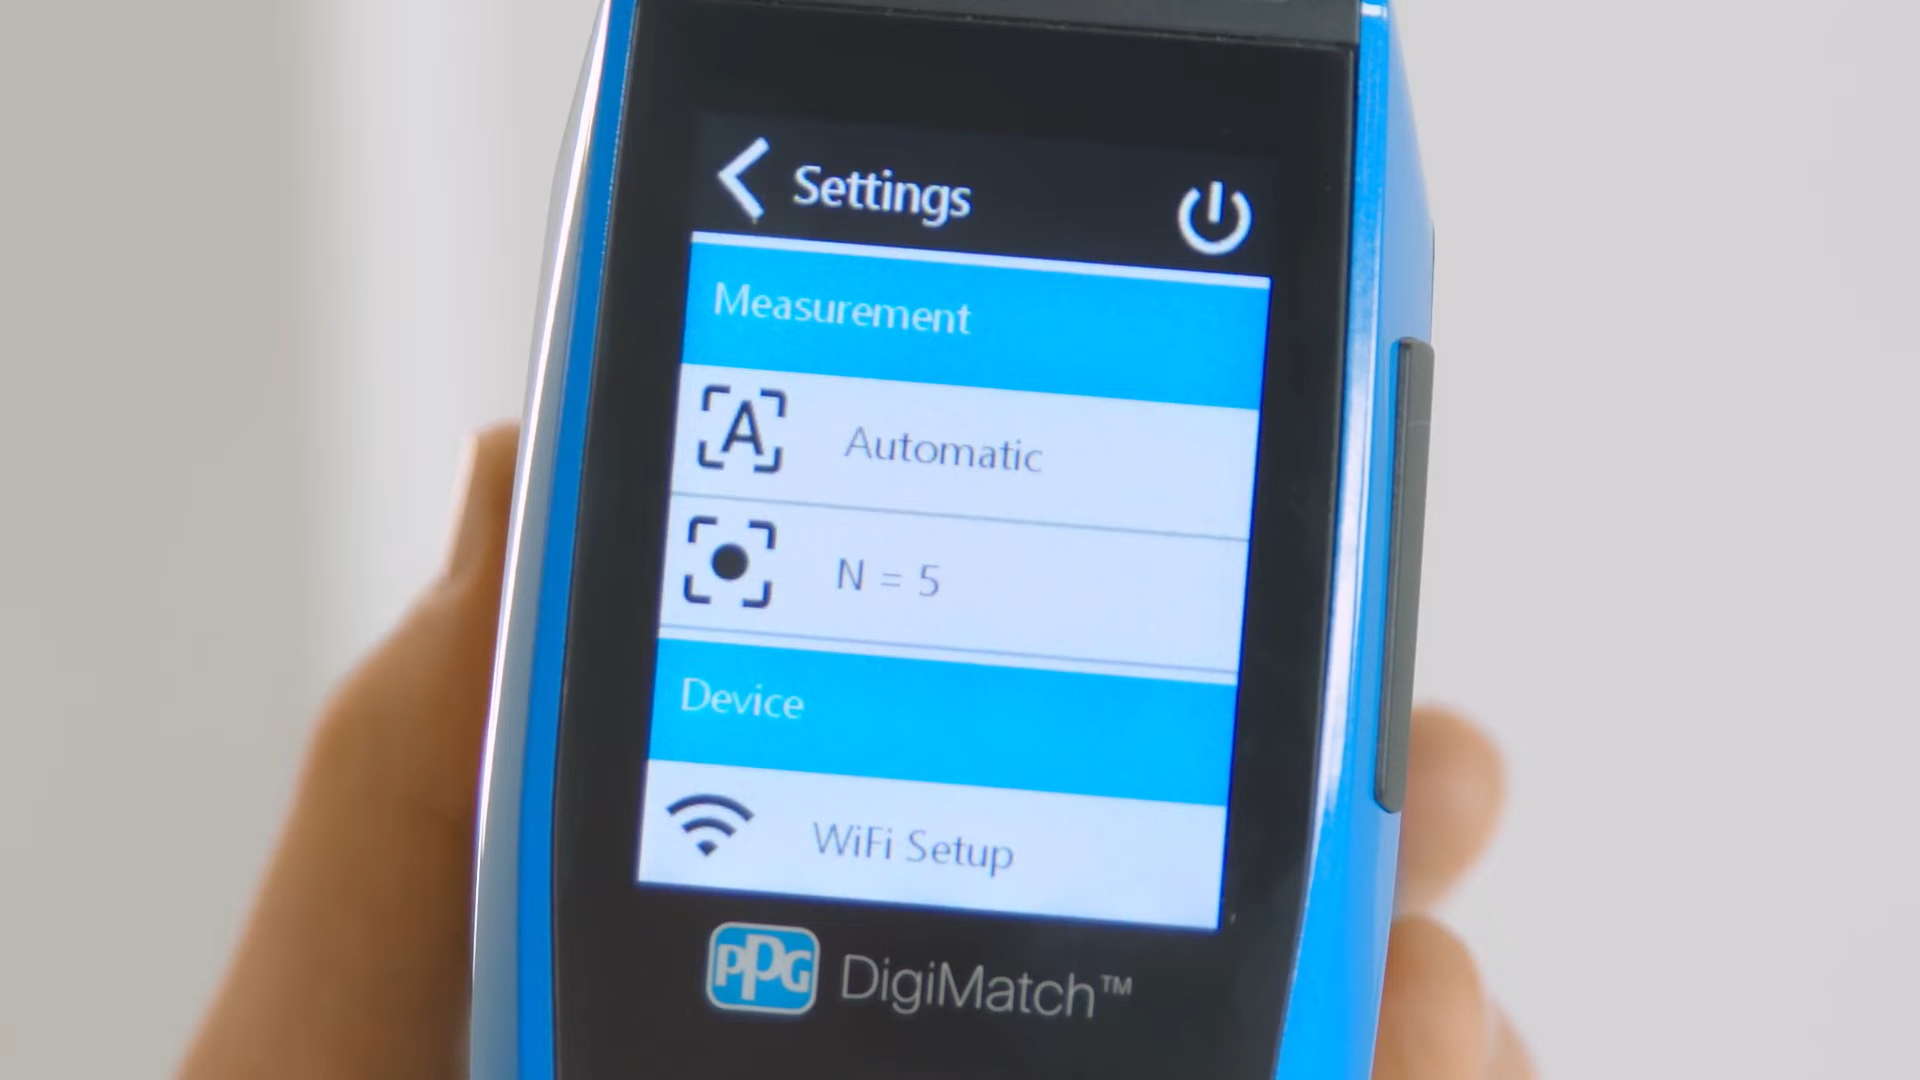 Settings
Measurement
A Automatic
N = 5
Device
WiFi Setup
PPG DigiMatch™